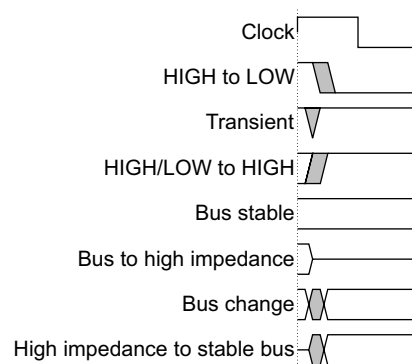 Clock
HIGH to LOW
Transient
HIGH/LOW to HIGH
Bus stable
Bus to high impedance
Bus change
High impedance to stable bus